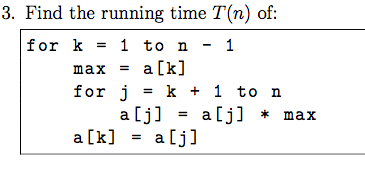 3. Find the running time T(n) of:
for k = 1 to n - 1
max = a[k]
for j = k + 1 to n
a[j] = a[j] * max
a[k] = a[j]